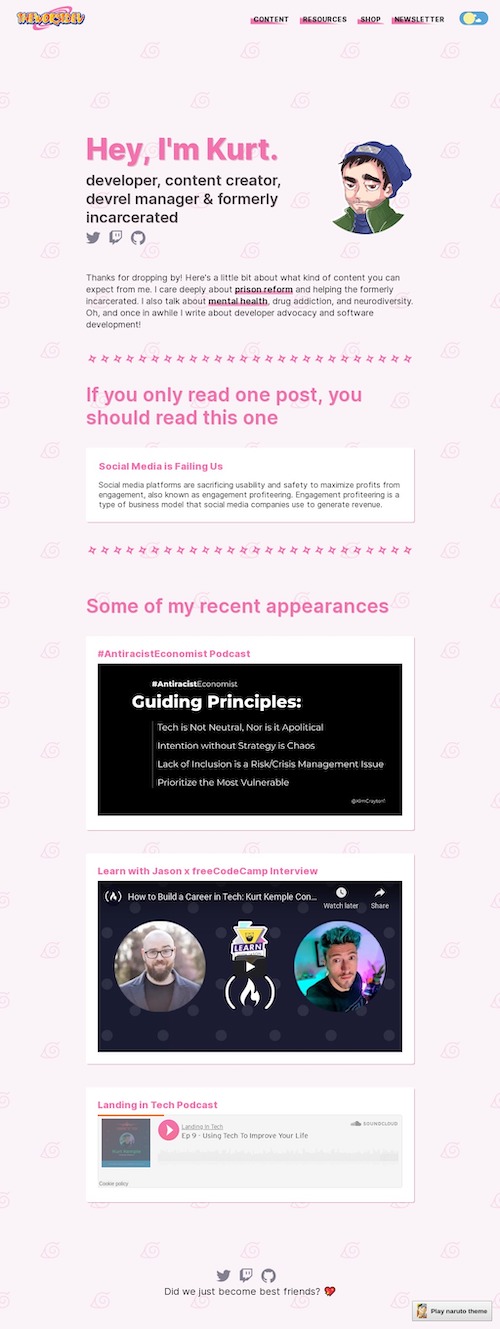 CONTENT
RESOURCES
SHOP
NEWSLETTER
Hey, I'm Kurt.
developer, content creator,
devrel manager & formerly
incarcerated
Thanks for dropping by! Here's a little bit about what kind of content you can
expect from me. I care deeply about prison reform and helping the formerly
incarcerated. I also talk about mental health, drug addiction, and neurodiversity.
Oh, and once in awhile I write about developer advocacy and software
development!
If you only read one post, you
should read this one
Social Media is Failing Us
Social media platforms are sacrificing usability and safety to maximize profits from
engagement, also known as engagement profiteering. Engagement profiteering is a
type of business model that social media companies use to generate revenue.
Some of my recent appearances
#AntiracistEconomist Podcast
#AntiracistEconomist
Guiding Principles:
Tech is Not Neutral, Nor is it Apolitical
Intention without Strategy is Chaos
Lack of Inclusion is a Risk/Crisis Management Issue
Prioritize the Most Vulnerable
@KimCrayton1
Learn with Jason x freeCodeCamp Interview
How to Build a Career in Tech: Kurt Kemple Con...
Watch later
Share
LEARN
Landing in Tech Podcast
Landing In Tech
SOUNDCLOUD
Ep 9 - Using Tech To Improve Your Life
Cookie policy
Did we just become best friends?
Play naruto theme